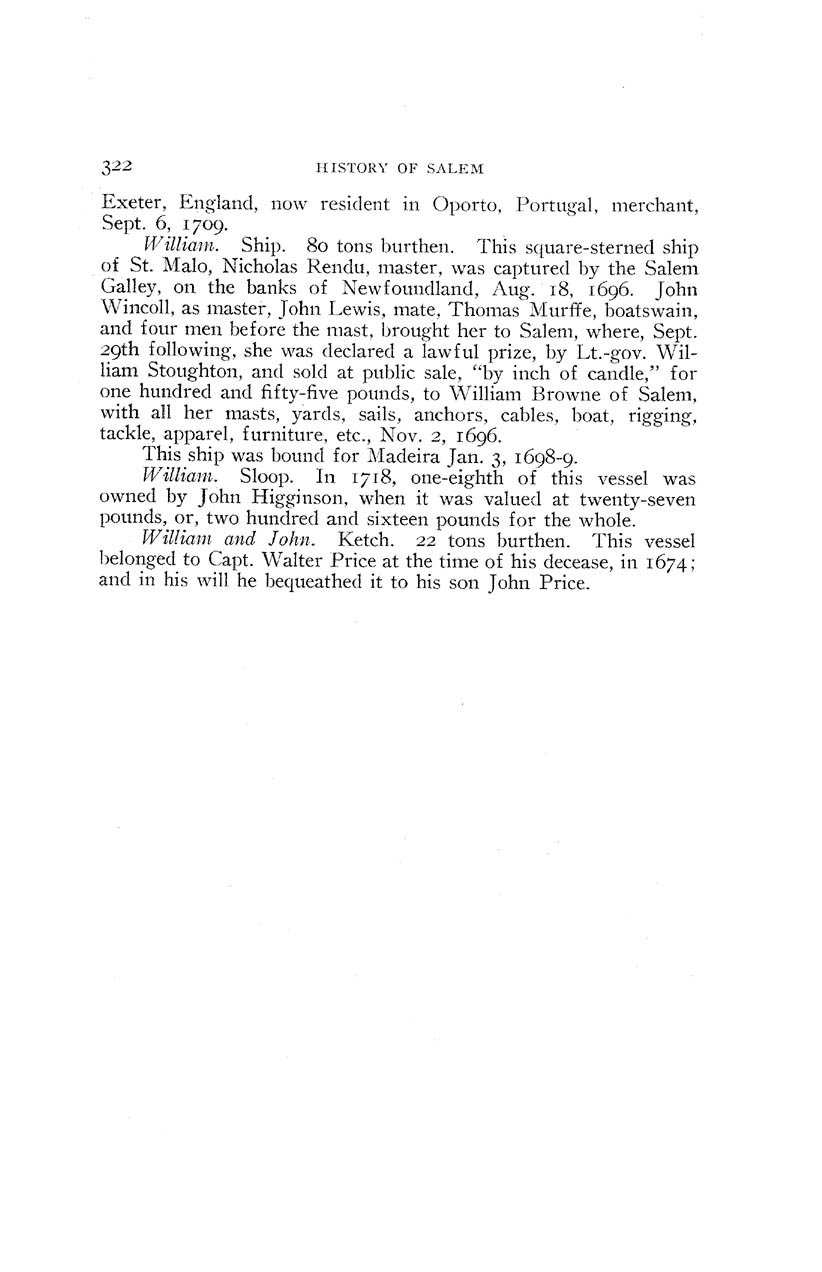 322 HISTORY OF SALEM
Exeter, England, now resident in Oporto, Portugal, merchant,
Sept. 6, 1709.
William. Ship. 80 tons burthen. This square-sterned ship
of St. Malo, Nicholas Rendu, master, was captured by the Salem
Galley, on the banks of Newfoundland, Aug. 18, 1696. John
Wincoll, as master, John Lewis, mate, Thomas Murffe, boatswain,
and four men before the mast, brought her to Salem, where, Sept.
29th following, she was declared a lawful prize, by Lt.-gov. Wil-
liam Stoughton, and sold at public sale, “by inch of candle,” for
one hundred and fifty-five pounds, to William Browne of Salem,
with all her masts, yards, sails, anchors, cables, boat, rigging,
tackle, apparel, furniture, etc., Nov. 2, 1696.
This ship was bound for Madeira Jan. 3, 1698-9.
William. Sloop. In 1718, one-eighth of this vessel was
owned by John Higginson, when it was valued at twenty-seven
pounds, or, two hundred and sixteen pounds for the whole.
William and John. Ketch. 22 tons burthen. This vessel
belonged to Capt. Walter Price at the time of his decease, in 1674;
and in his will he bequeathed it to his son John Price.